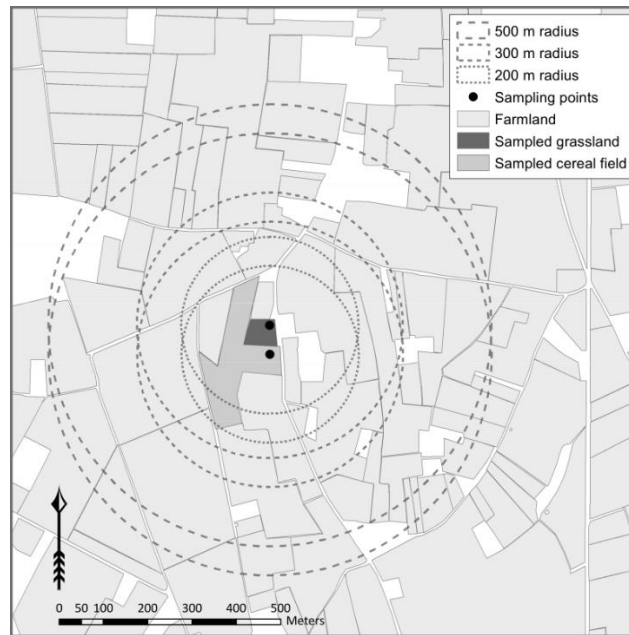 500 m radius
300 m radius
200 m radius
Sampling points
Farmland
Sampled grassland
Sampled cereal field
0 50 100 200 300 400 500
Meters